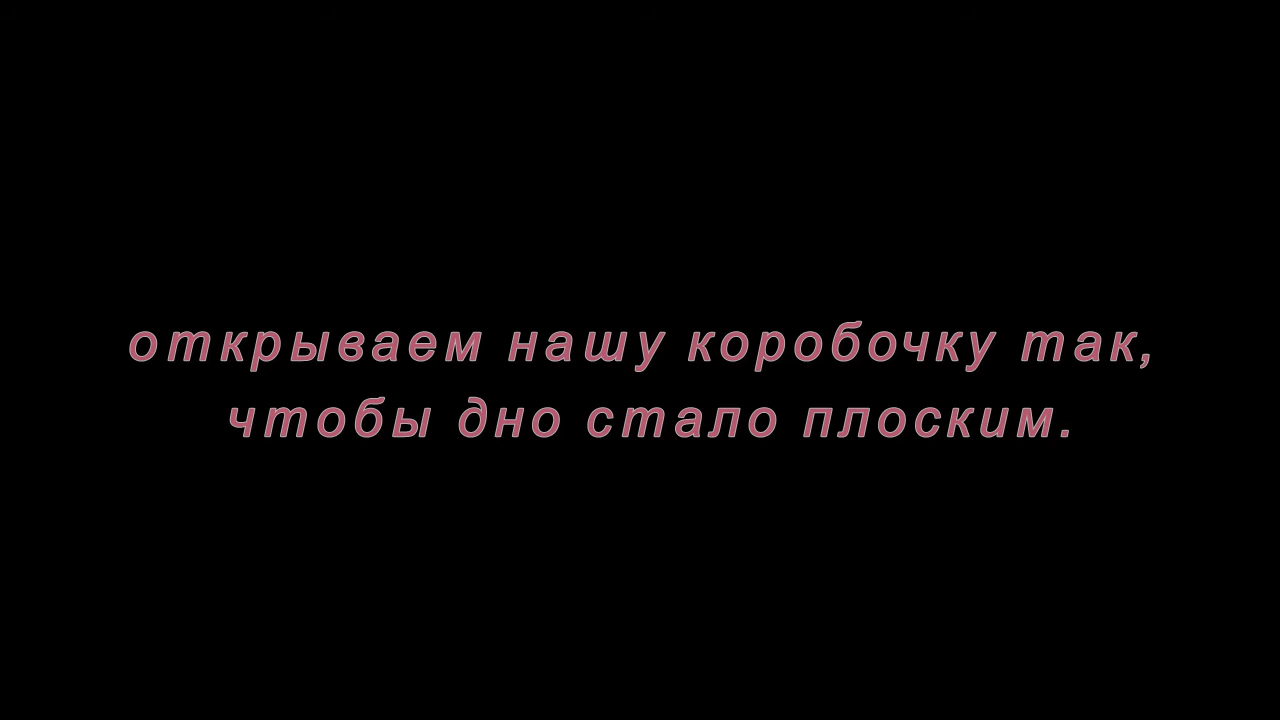 открываем нашу коробочку так,
чтобы дно стало плоским.